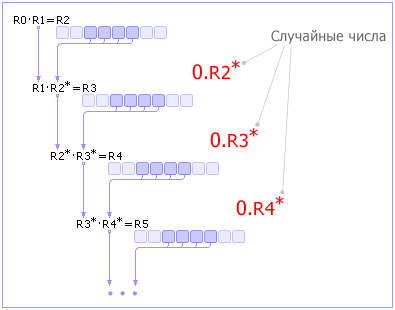 R0·R1=R2
Случайные числа
0.R2*
R1·R2*=R3
0.R3*
R2*·R3*=R4
0.R4*
R3*·R4*=R5